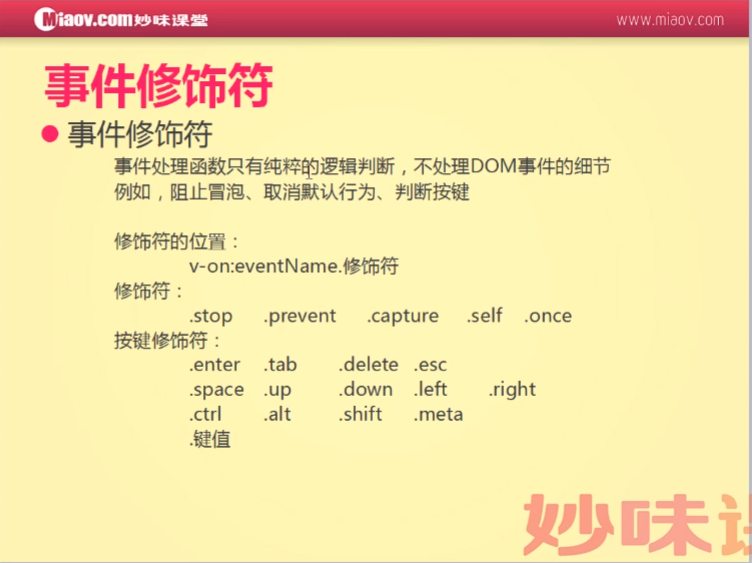 Miaov.com妙味课堂
www.miaov.com
事件修饰符
事件修饰符
事件处理函数只有纯粹的逻辑判断，不处理DOM事件的细节
例如，阻止冒泡、取消默认行为、判断按键
修饰符的位置：
v-on:eventName.修饰符
修饰符：
.stop .prevent .capture .self .once
按键修饰符：
.enter .tab .delete .esc
.space .up .down .left .right
.ctrl .alt .shift .meta
.键值
妙味